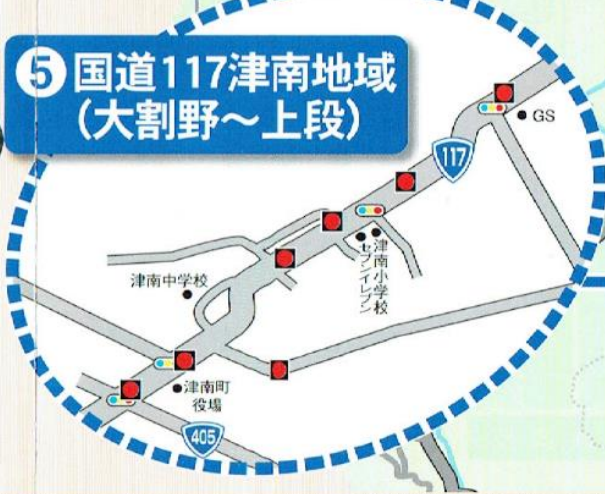 ❺国道117津南地域
(大割野～上段)
GS
117
津南小学校
セブンイレブン
津南中学校
津南町
役場
405